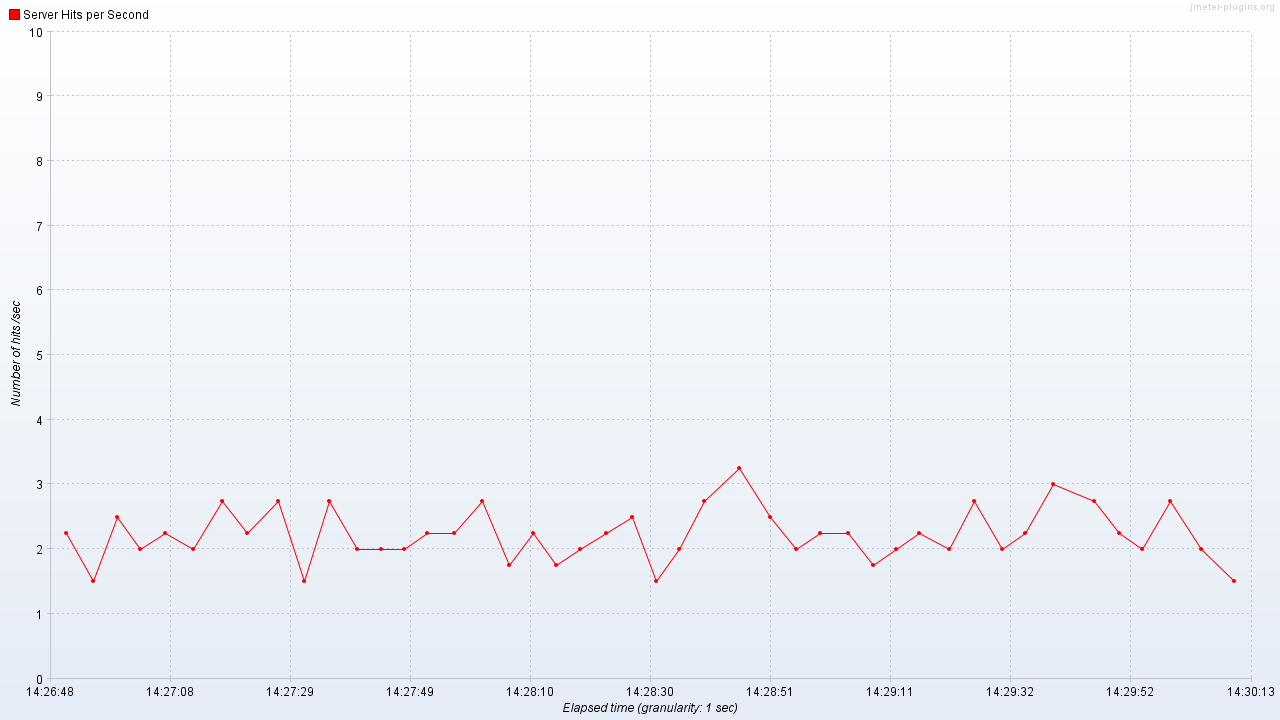 Server Hits per Second
jmeter-plugins.org
10
9
8
7
6
5
4
3
2
1
0
Number of hits /sec
14:26:48 14:27:08 14:27:29 14:27:49 14:28:10 14:28:30 14:28:51 14:29:11 14:29:32 14:29:52 14:30:13
Elapsed time (granularity: 1 sec)